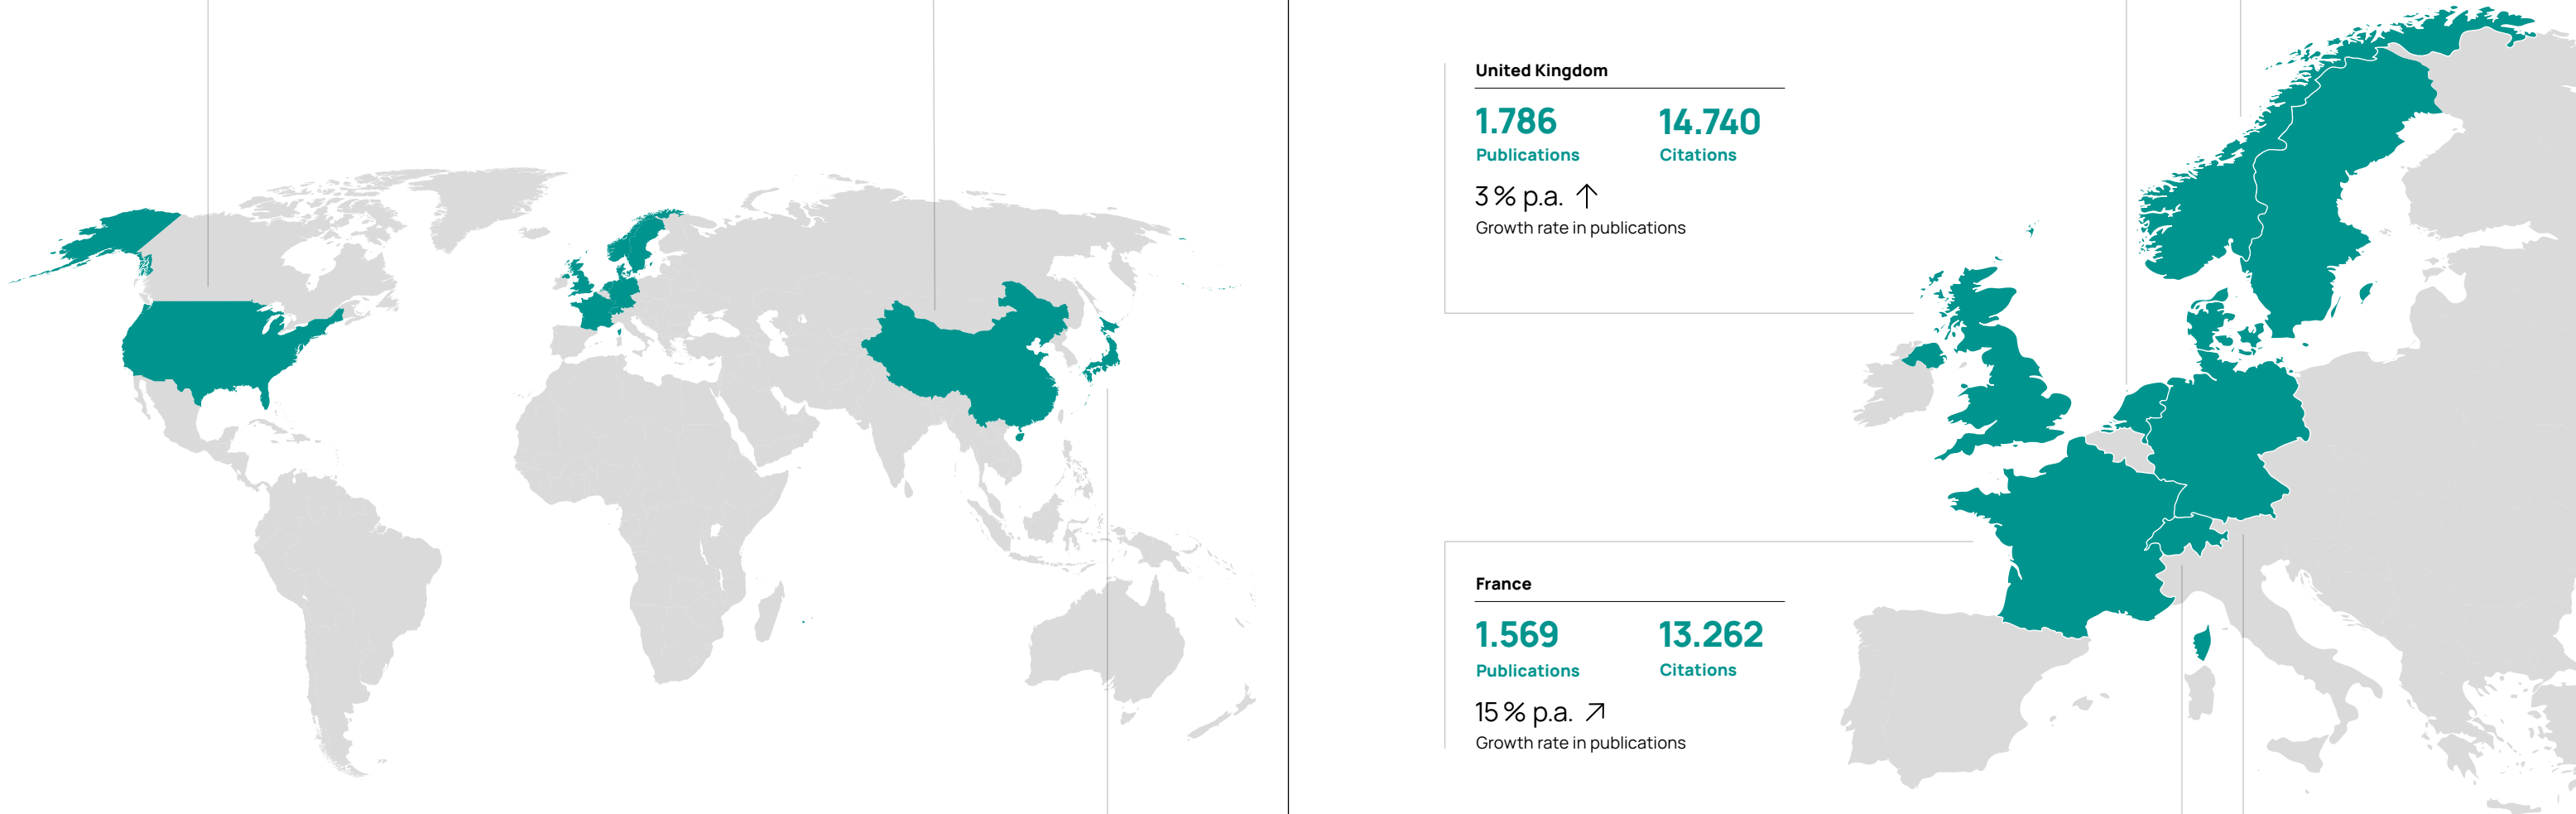 United Kingdom
1.786 14.740
Publications Citations
3 % p.a. ↑
Growth rate in publications
France
1.569 13.262
Publications Citations
15 % p.a. ↗
Growth rate in publications